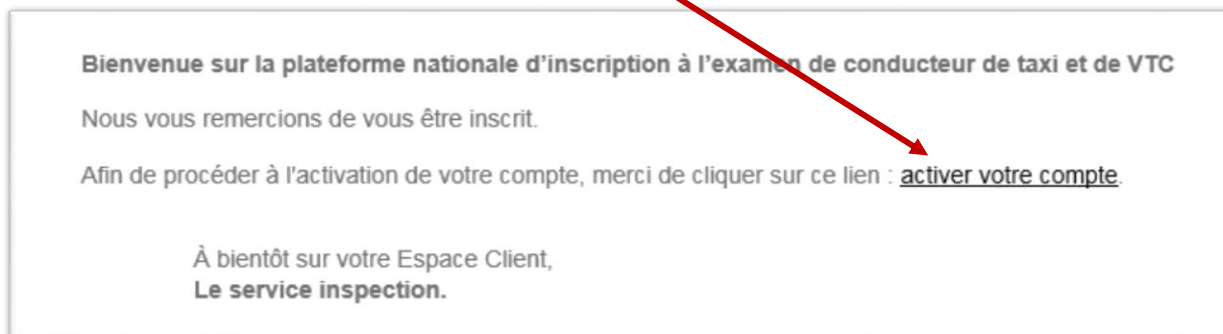 Bienvenue sur la plateforme nationale d’inscription à l’examen de conducteur de taxi et de VTC
Nous vous remercions de vous être inscrit.
Afin de procéder à l'activation de votre compte, merci de cliquer sur ce lien : activer votre compte.
À bientôt sur votre Espace Client,
Le service inspection.